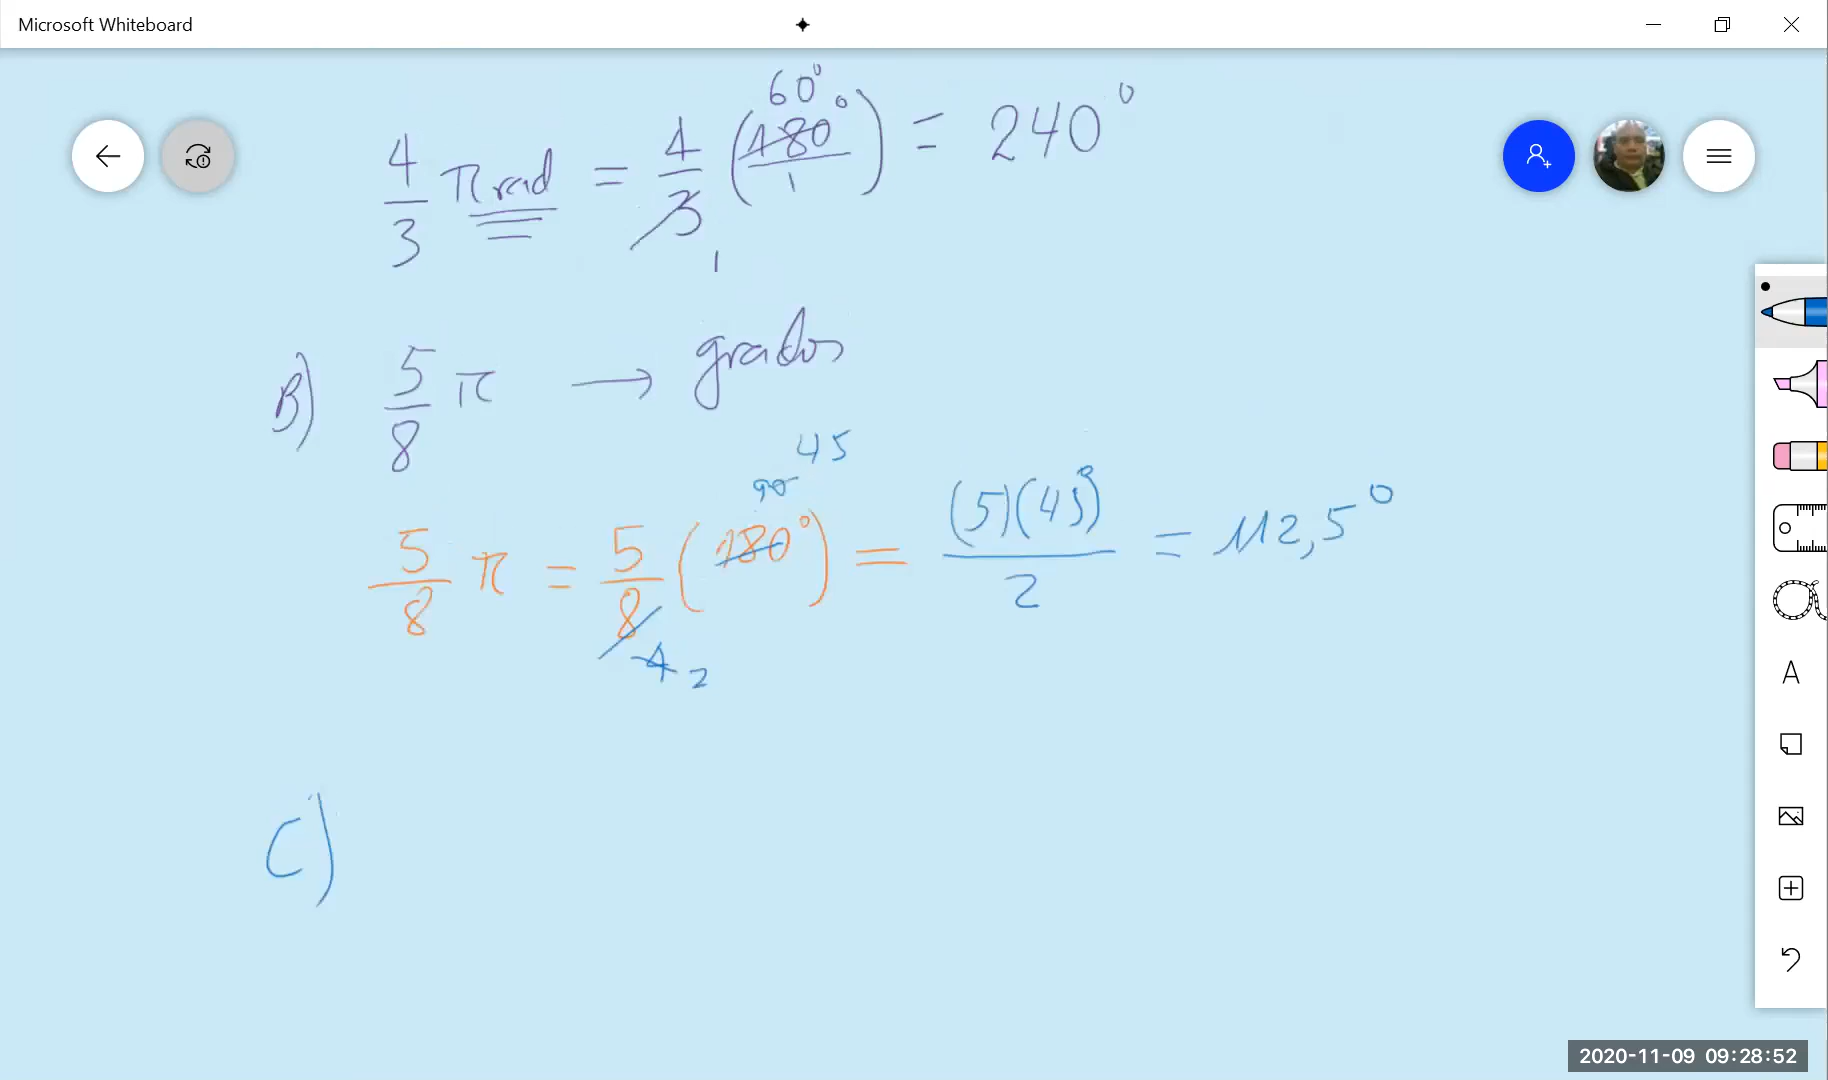 Microsoft Whiteboard
60°
4/3 π rad = 4/3 (180°/1) = 240°
1
B) 5/8 π → grados
45
90
5/8 π = 5/8 (180°) = (5)(45°)/2 = 112,5°
4 2
C)
A
2020-11-09 09:28:52